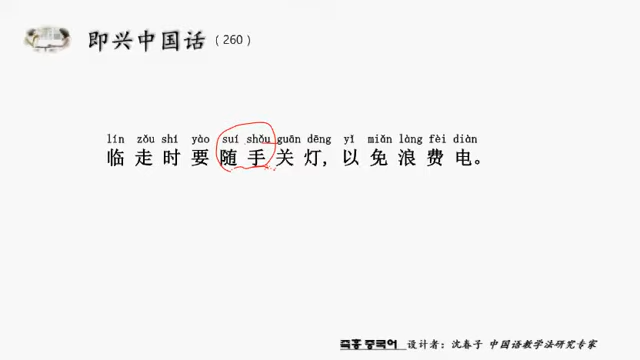 即兴中国话（260）
lín zǒu shí yào suí shǒu guān dēng yǐ miǎn làng fèi diàn
临走时要随手关灯，以免浪费电。
즉흥 중국어 设计者：沈春子 中国语教学法研究专家